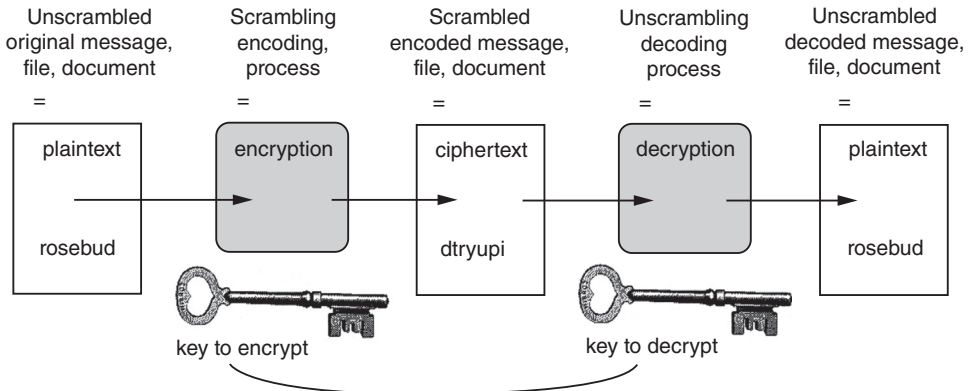 Unscrambled
original message,
file, document
=
Scrambling
encoding,
process
=
Scrambled
encoded message,
file, document
=
Unscrambling
decoding
process
=
Unscrambled
decoded message,
file, document
=
plaintext
rosebud
encryption
ciphertext
dtryupi
decryption
plaintext
rosebud
key to encrypt
key to decrypt